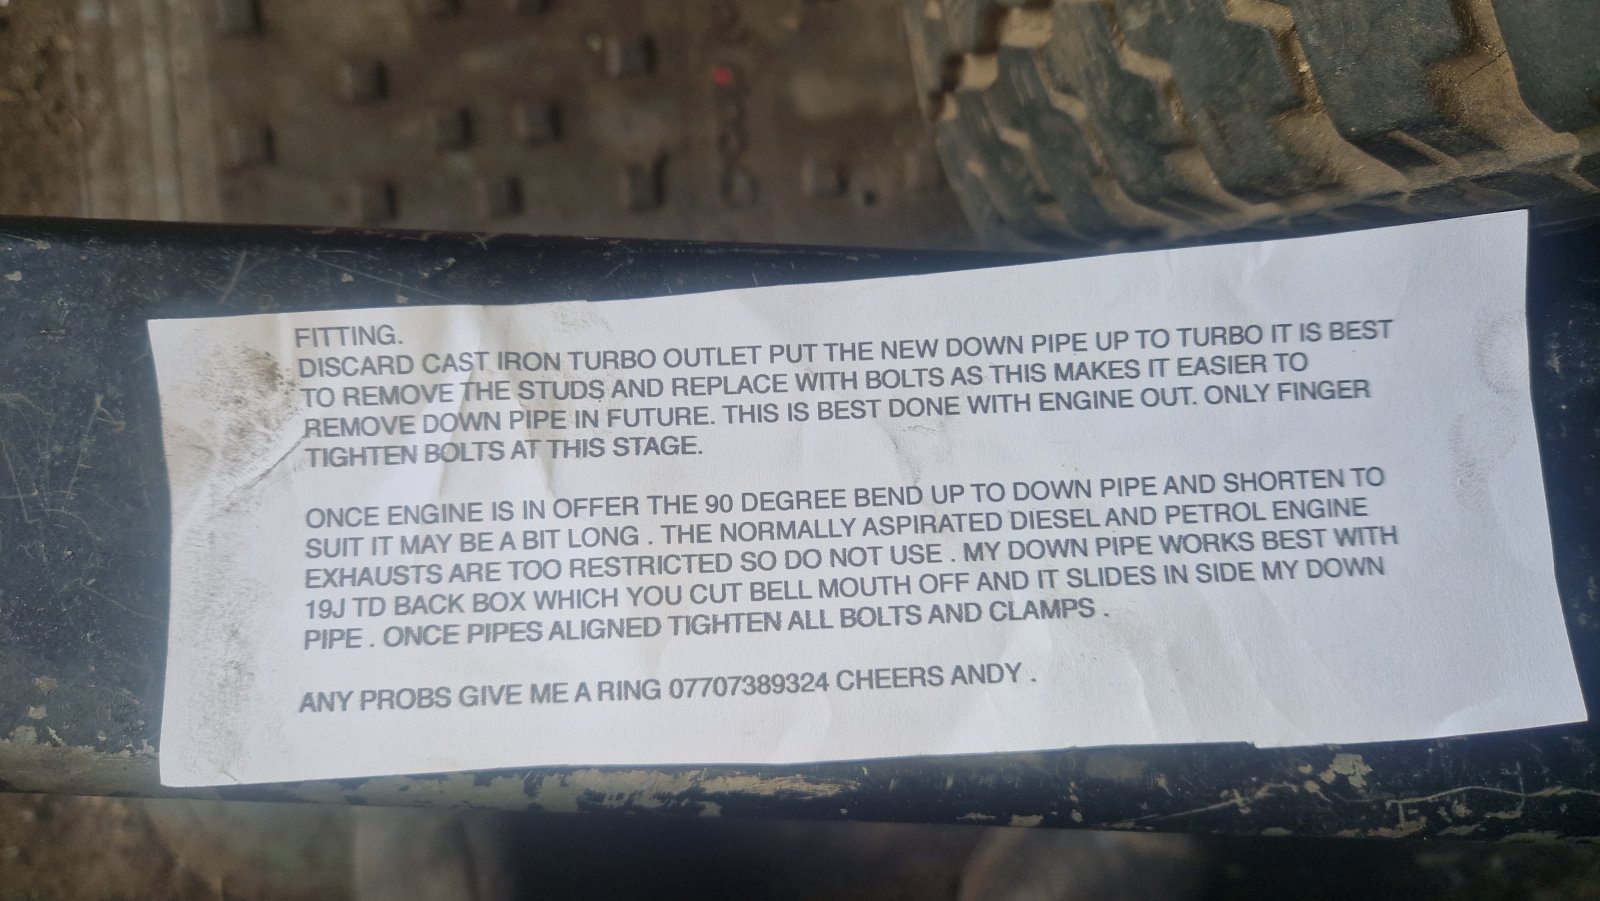 FITTING.
DISCARD CAST IRON TURBO OUTLET PUT THE NEW DOWN PIPE UP TO TURBO IT IS BEST
TO REMOVE THE STUDS AND REPLACE WITH BOLTS AS THIS MAKES IT EASIER TO
REMOVE DOWN PIPE IN FUTURE. THIS IS BEST DONE WITH ENGINE OUT. ONLY FINGER
TIGHTEN BOLTS AT THIS STAGE.
ONCE ENGINE IS IN OFFER THE 90 DEGREE BEND UP TO DOWN PIPE AND SHORTEN TO
SUIT IT MAY BE A BIT LONG . THE NORMALLY ASPIRATED DIESEL AND PETROL ENGINE
EXHAUSTS ARE TOO RESTRICTED SO DO NOT USE . MY DOWN PIPE WORKS BEST WITH
19J TD BACK BOX WHICH YOU CUT BELL MOUTH OFF AND IT SLIDES IN SIDE MY DOWN
PIPE . ONCE PIPES ALIGNED TIGHTEN ALL BOLTS AND CLAMPS .
ANY PROBS GIVE ME A RING 07707389324 CHEERS ANDY .